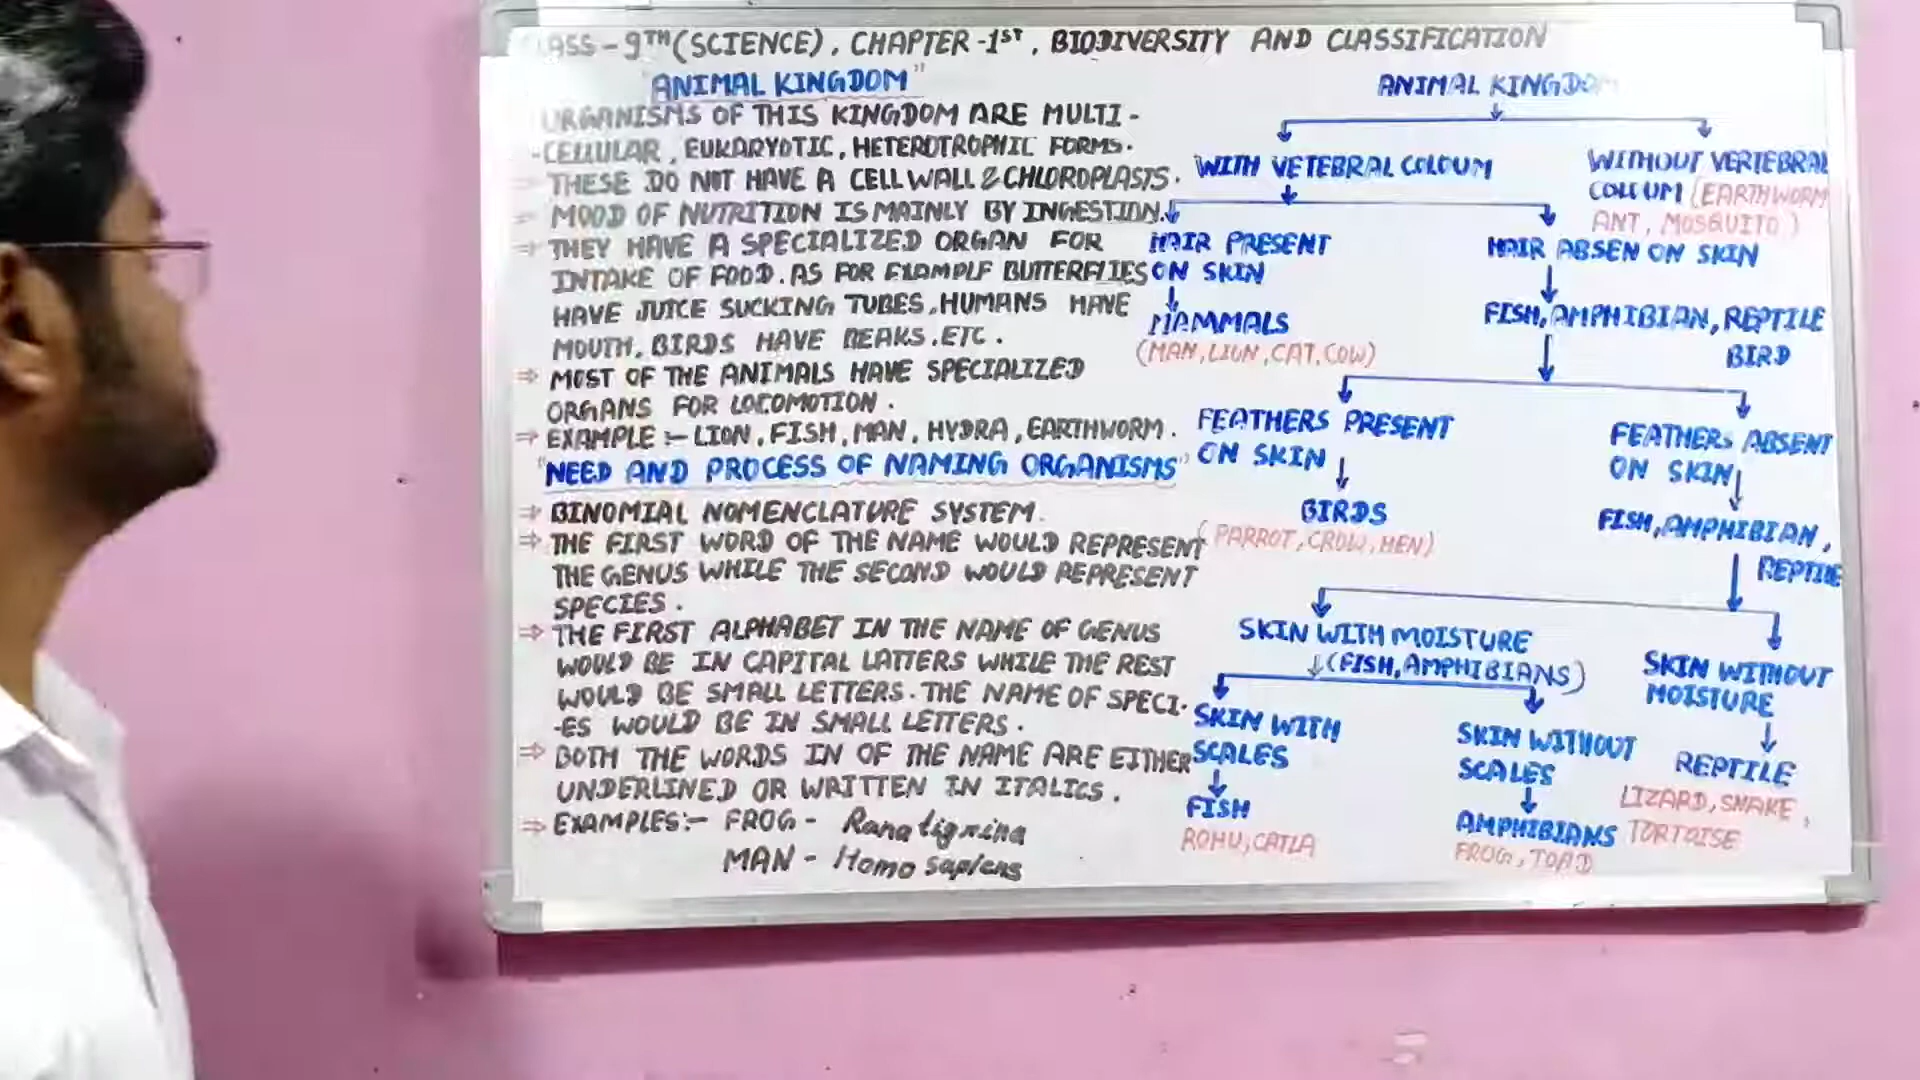 CLASS-9TH (SCIENCE), CHAPTER-1ST, BIODIVERSITY AND CLASSIFICATION
"ANIMAL KINGDOM"
ORGANISMS OF THIS KINGDOM ARE MULTI-
-CELLULAR, EUKARYOTIC, HETEROTROPHIC FORMS.
⇒ THESE DO NOT HAVE A CELL WALL & CHLOROPLASTS.
⇒ MOOD OF NUTRITION IS MAINLY BY INGESTION.
⇒ THEY HAVE A SPECIALIZED ORGAN FOR
INTAKE OF FOOD. AS FOR EXAMPLE BUTTERFLIES
HAVE JUICE SUCKING TUBES, HUMANS HAVE
MOUTH, BIRDS HAVE BEAKS. ETC.
⇒ MOST OF THE ANIMALS HAVE SPECIALIZED
ORGANS FOR LOCOMOTION.
⇒ EXAMPLE:- LION, FISH, MAN, HYDRA, EARTHWORM.
"NEED AND PROCESS OF NAMING ORGANISMS"
⇒ BINOMIAL NOMENCLATURE SYSTEM.
⇒ THE FIRST WORD OF THE NAME WOULD REPRESENT
THE GENUS WHILE THE SECOND WOULD REPRESENT
SPECIES.
⇒ THE FIRST ALPHABET IN THE NAME OF GENUS
WOULD BE IN CAPITAL LATTERS WHILE THE REST
WOULD BE SMALL LETTERS. THE NAME OF SPECI-
-ES WOULD BE IN SMALL LETTERS.
⇒ BOTH THE WORDS IN OF THE NAME ARE EITHER
UNDERLINED OR WRITTEN IN ITALICS.
⇒ EXAMPLES:- FROG - Rana tigrina
MAN - Homo sapiens
ANIMAL KINGDOM
WITH VETEBRAL COLOUM
WITHOUT VERTEBRAL
COLOUM (EARTHWORM
ANT, MOSQUITO)
HAIR PRESENT
ON SKIN
MAMMALS
(MAN, LION, CAT, COW)
HAIR ABSEN ON SKIN
FISH, AMPHIBIAN, REPTILE
BIRD
FEATHERS PRESENT
ON SKIN
BIRDS
(PARROT, CROW, HEN)
FEATHERS ABSENT
ON SKIN
FISH, AMPHIBIAN,
REPTILE
SKIN WITH MOISTURE
(FISH, AMPHIBIANS)
SKIN WITHOUT
MOISTURE
REPTILE
LIZARD, SNAKE,
TORTOISE
SKIN WITH
SCALES
FISH
ROHU, CATLA
SKIN WITHOUT
SCALES
AMPHIBIANS
FROG, TOAD